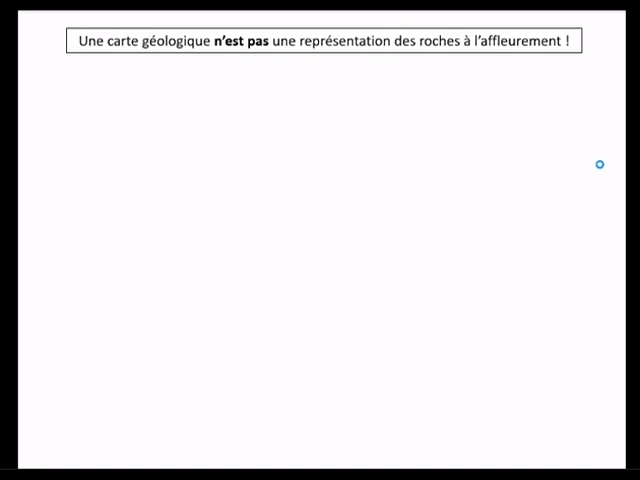 Une carte géologique n'est pas une représentation des roches à l'affleurement !